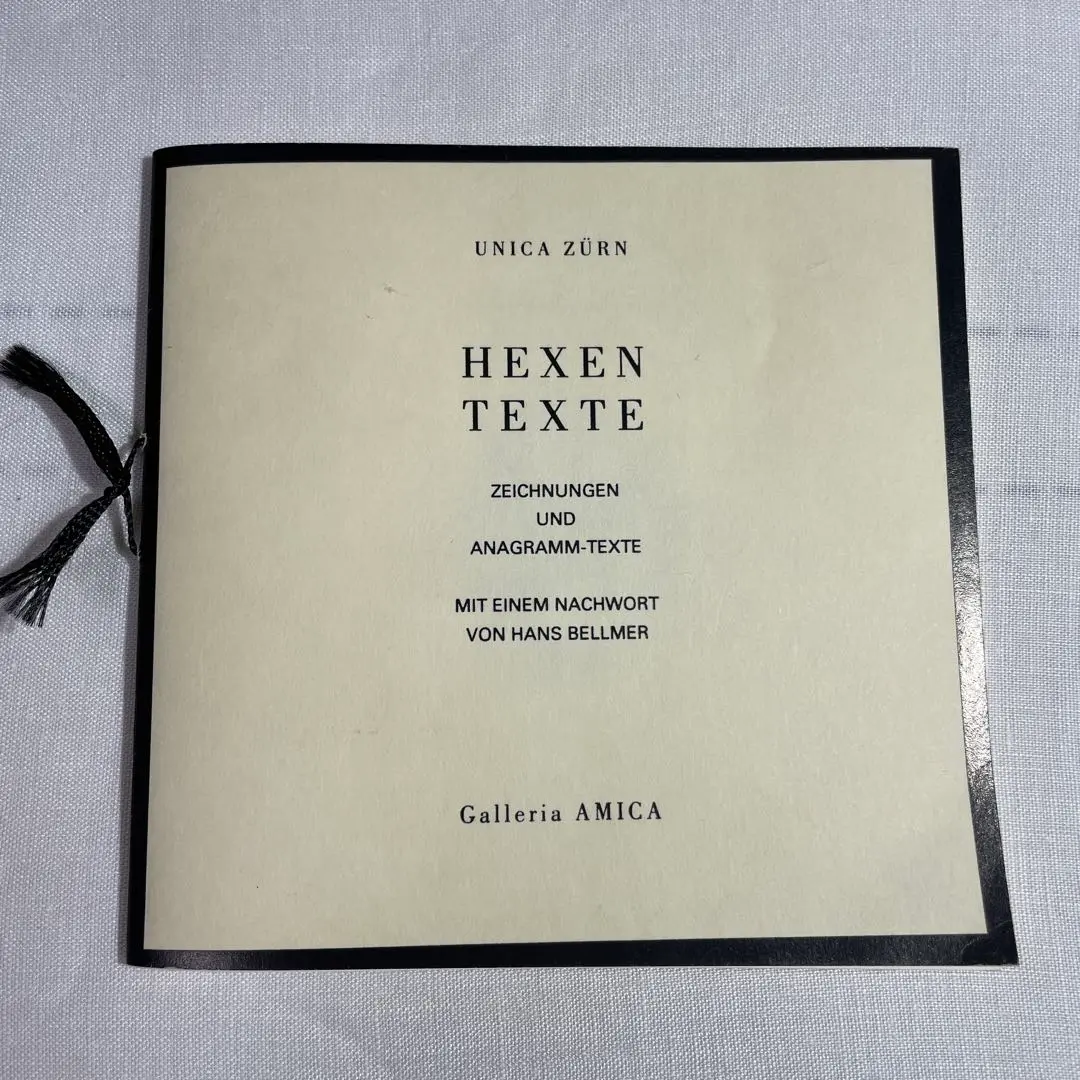 UNICA ZÜRN
HEXEN
TEXTE
ZEICHNUNGEN
UND
ANAGRAMM-TEXTE
MIT EINEM NACHWORT
VON HANS BELLMER
Galleria AMICA